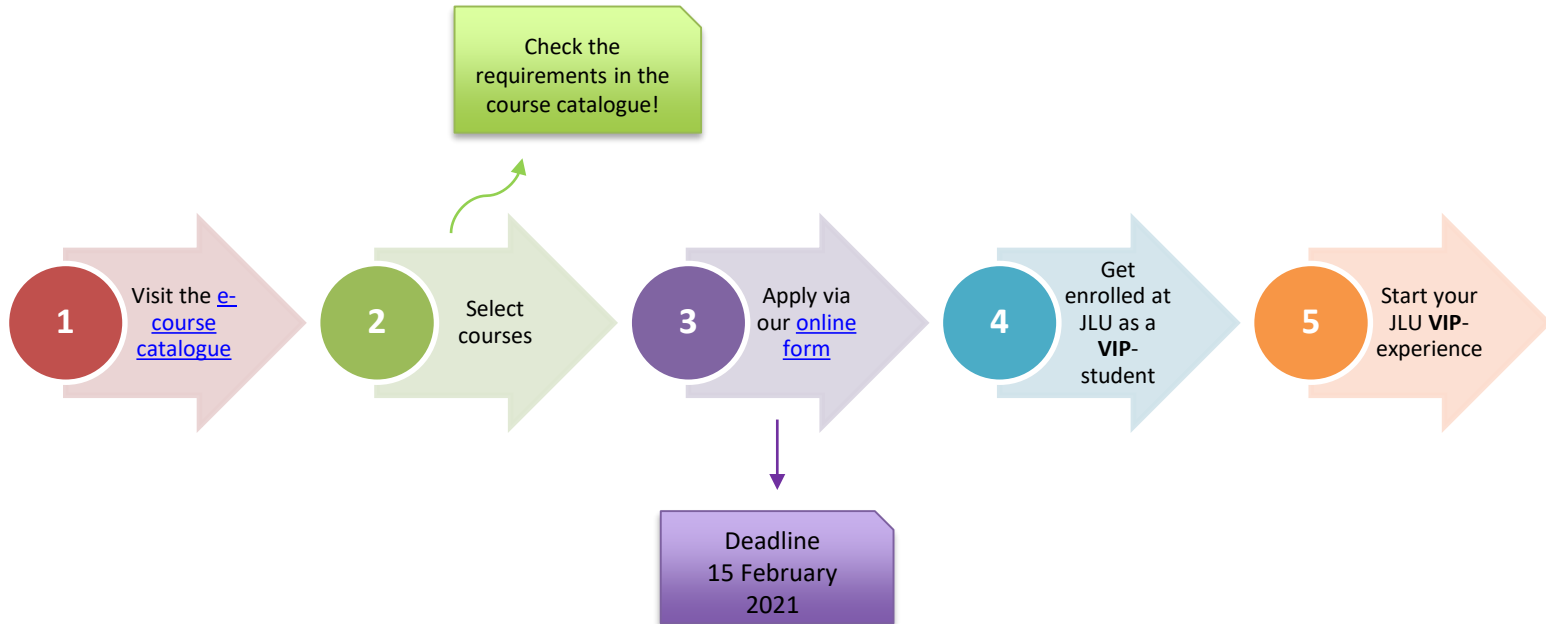 Check the
requirements in the
course catalogue!
1
Visit the e-
course
catalogue
2
Select
courses
3
Apply via
our online
form
4
Get
enrolled at
JLU as a
VIP-
student
5
Start your
JLU VIP-
experience
Deadline
15 February
2021